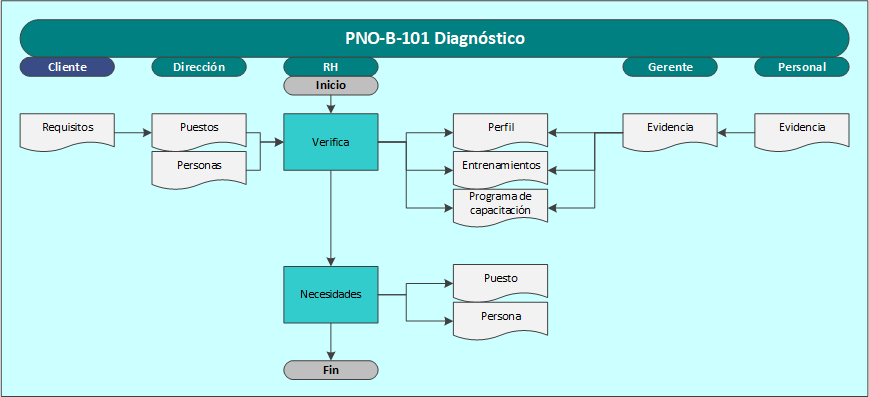 PNO-B-101 Diagnóstico
Cliente
Dirección
RH
Gerente
Personal
Inicio
Requisitos
Puestos
Personas
Verifica
Perfil
Entrenamientos
Programa de
capacitación
Evidencia
Evidencia
Necesidades
Puesto
Persona
Fin